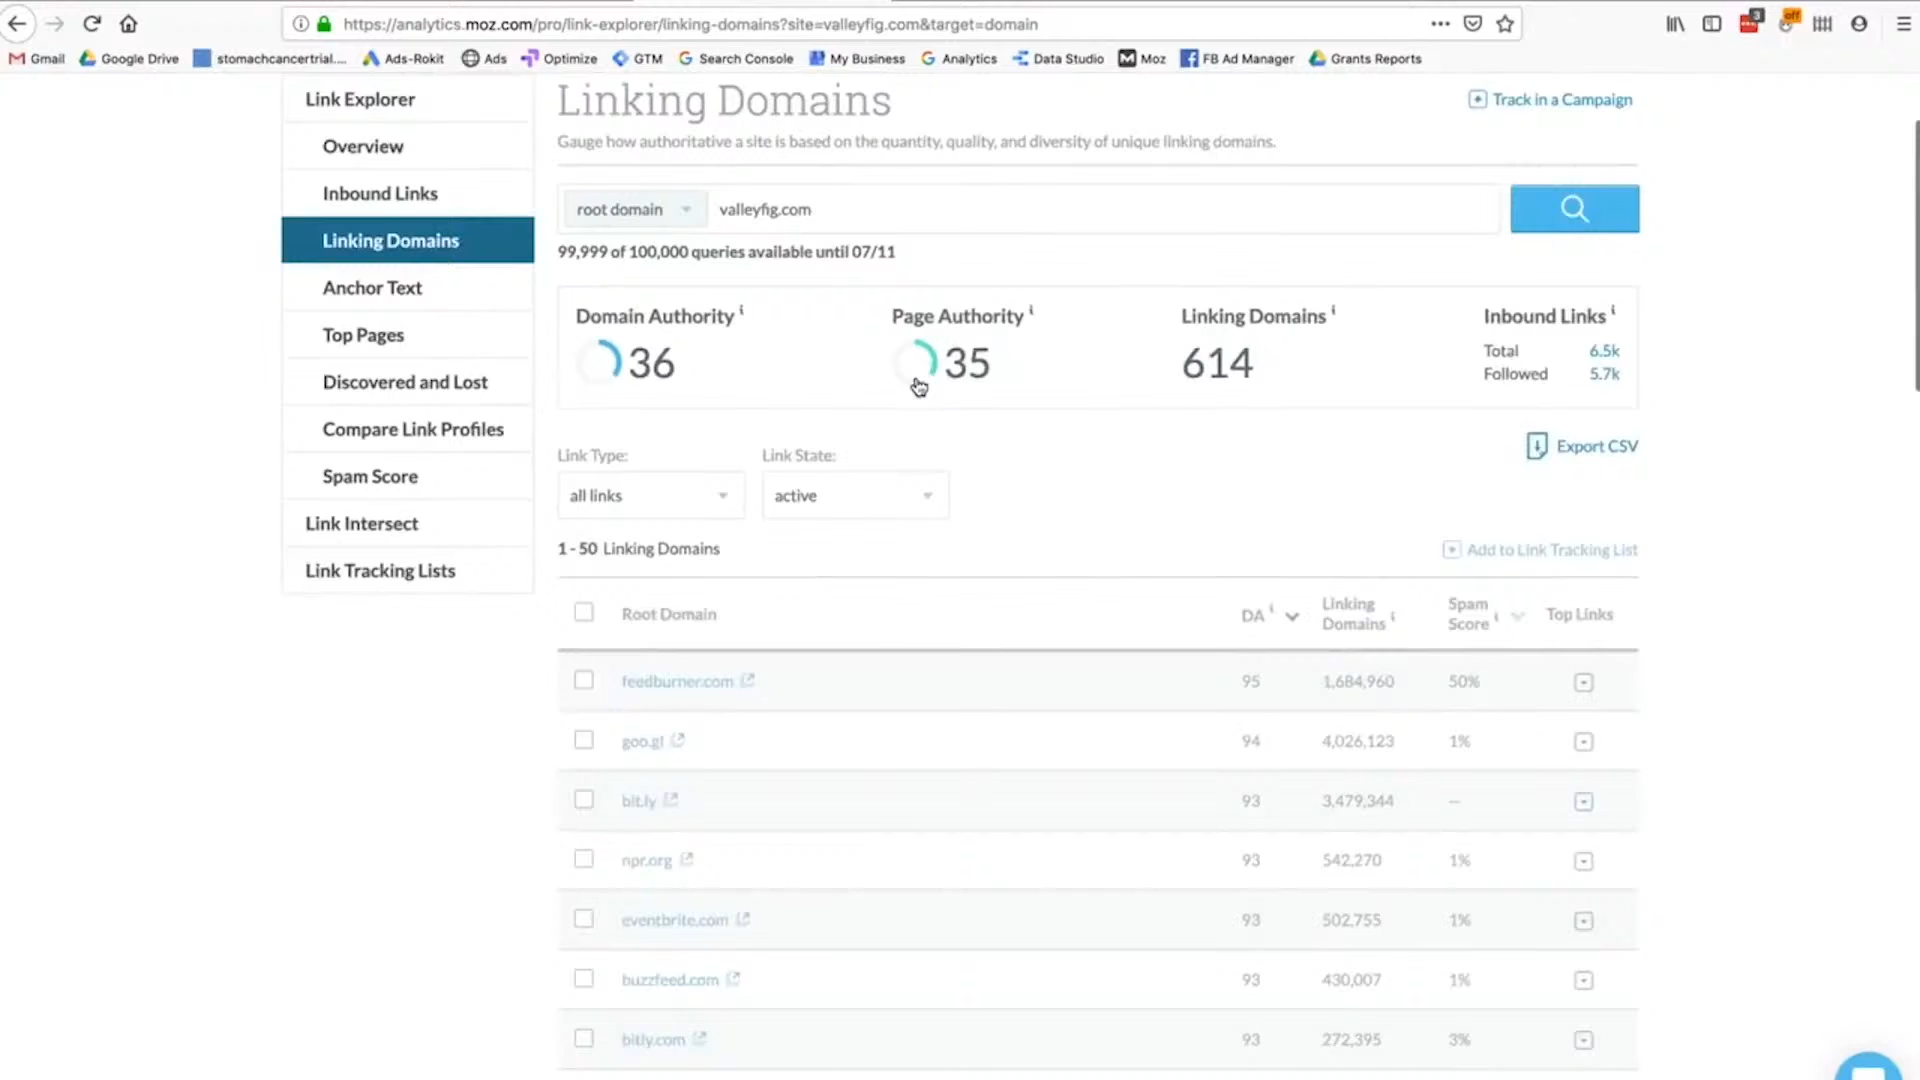 https://analytics.moz.com/pro/link-explorer/linking-domains?site=valleyfig.com&target=domain
3
off
Gmail Google Drive stomachcancertrial.... Ads-Rokit Ads Optimize GTM Search Console My Business Analytics Data Studio Moz FB Ad Manager Grants Reports
Link Explorer
Overview
Inbound Links
Linking Domains
Anchor Text
Top Pages
Discovered and Lost
Compare Link Profiles
Spam Score
Link Intersect
Link Tracking Lists
Linking Domains
Track in a Campaign
Gauge how authoritative a site is based on the quantity, quality, and diversity of unique linking domains.
root domain valleyfig.com
99,999 of 100,000 queries available until 07/11
Domain Authority i Page Authority i Linking Domains i Inbound Links i
36 35 614
Total 6.5k
Followed 5.7k
Export CSV
Link Type: Link State:
all links active
1 - 50 Linking Domains
Add to Link Tracking List
Root Domain DA i Linking Domains i Spam Score i Top Links
feedburner.com 95 1,684,960 50%
goo.gl 94 4,026,123 1%
bit.ly 93 3,479,344 --
npr.org 93 542,270 1%
eventbrite.com 93 502,755 1%
buzzfeed.com 93 430,007 1%
bitly.com 93 272,395 3%